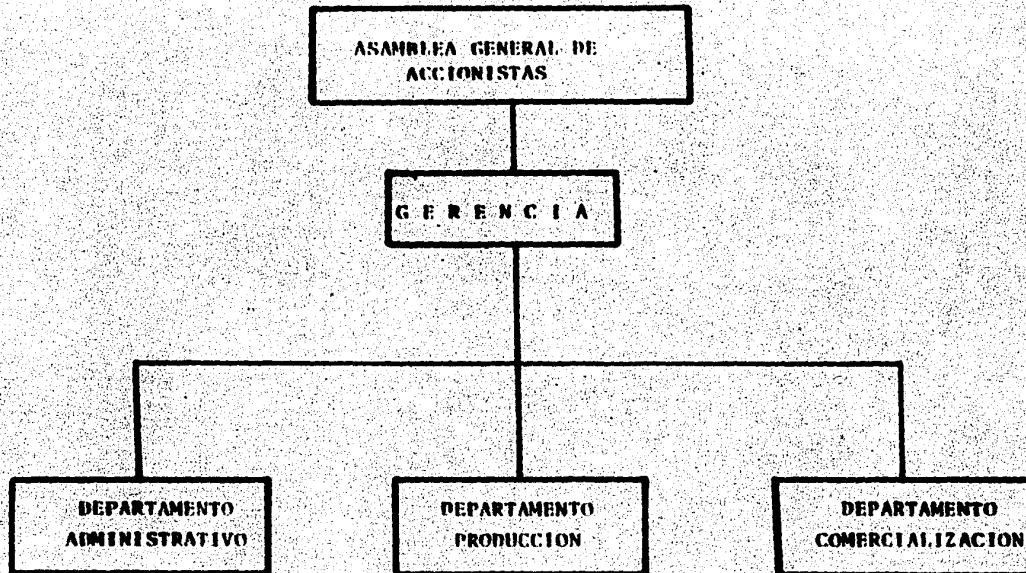 ASAMBLEA GENERAL DE
ACCIONISTAS
G E R E N C I A
DEPARTAMENTO
ADMINISTRATIVO
DEPARTAMENTO
PRODUCCION
DEPARTAMENTO
COMERCIALIZACION